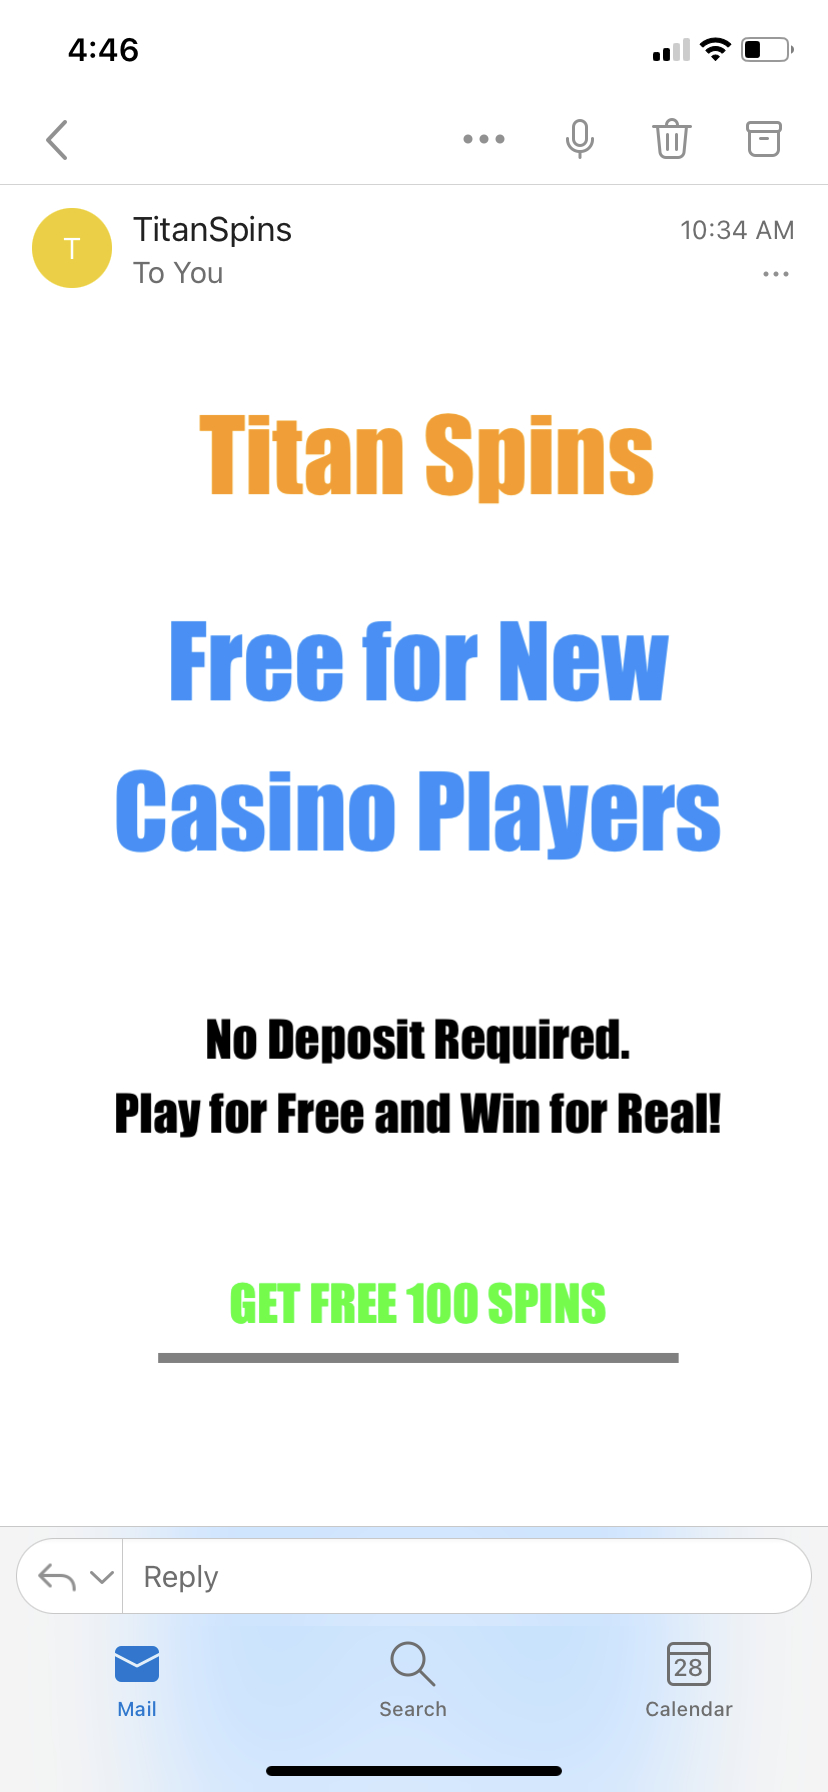 4:46
TitanSpins
10:34 AM
T
To You
Titan Spins
Free for New
Casino Players
No Deposit Required.
Play for Free and Win for Real!
GET FREE 100 SPINS
Reply
28
Mail
Search
Calendar